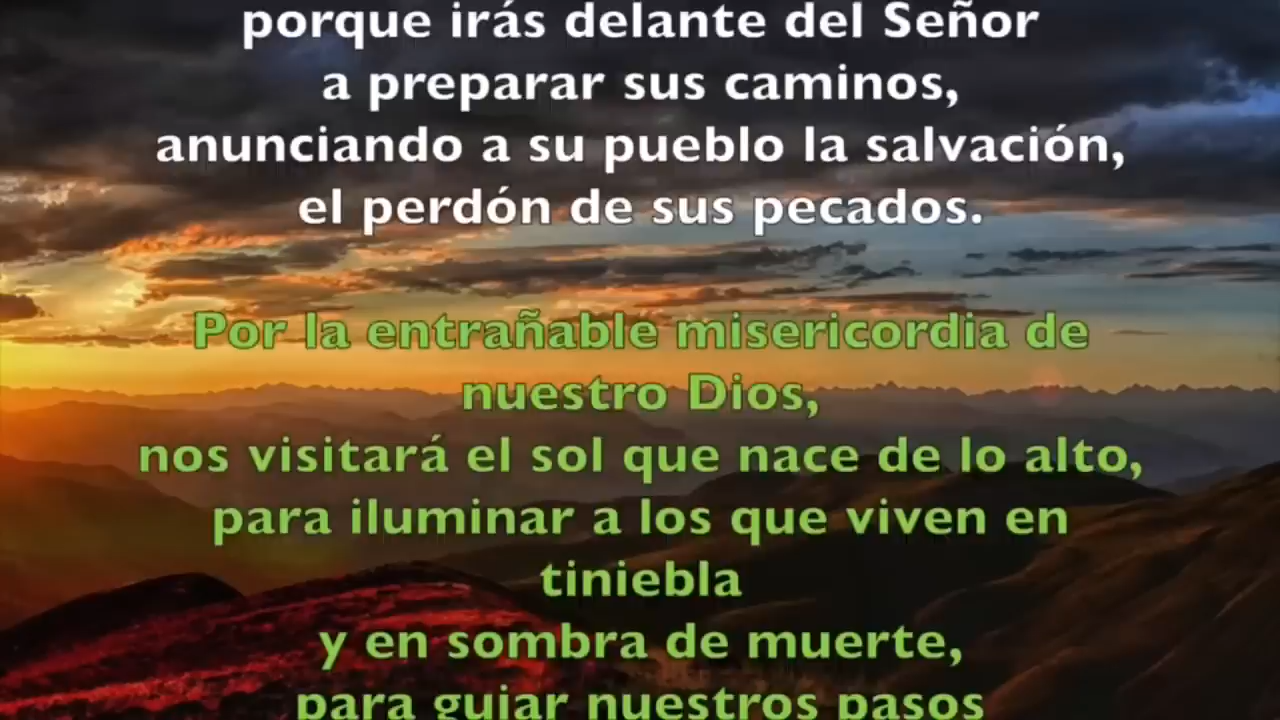 porque irás delante del Señor
a preparar sus caminos,
anunciando a su pueblo la salvación,
el perdón de sus pecados.
Por la entrañable misericordia de
nuestro Dios,
nos visitará el sol que nace de lo alto,
para iluminar a los que viven en
tiniebla
y en sombra de muerte,
para guiar nuestros pasos